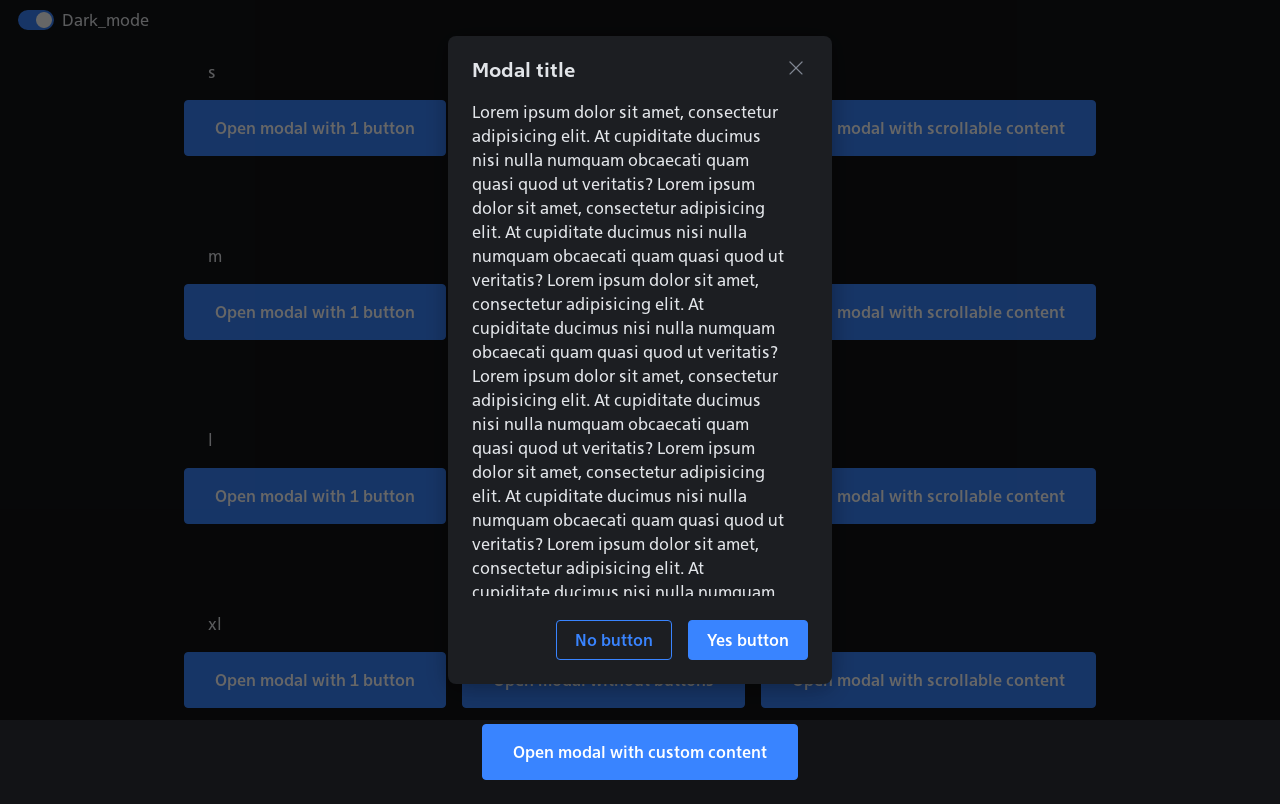 Dark_mode
Modal title
s
Open modal with 1 button
modal with scrollable content
Lorem ipsum dolor sit amet, consectetur
adipisicing elit. At cupiditate ducimus
nisi nulla numquam obcaecati quam
quasi quod ut veritatis? Lorem ipsum
dolor sit amet, consectetur adipisicing
elit. At cupiditate ducimus nisi nulla
numquam obcaecati quam quasi quod ut
veritatis? Lorem ipsum dolor sit amet,
consectetur adipisicing elit. At
cupiditate ducimus nisi nulla numquam
obcaecati quam quasi quod ut veritatis?
Lorem ipsum dolor sit amet, consectetur
adipisicing elit. At cupiditate ducimus
nisi nulla numquam obcaecati quam
quasi quod ut veritatis? Lorem ipsum
dolor sit amet, consectetur adipisicing
elit. At cupiditate ducimus nisi nulla
numquam obcaecati quam quasi quod ut
veritatis? Lorem ipsum dolor sit amet,
consectetur adipisicing elit. At
cupiditate ducimus nisi nulla numquam
m
Open modal with 1 button
modal with scrollable content
l
Open modal with 1 button
modal with scrollable content
No button
Yes button
xl
Open modal with 1 button
Open modal without buttons
Open modal with scrollable content
Open modal with custom content